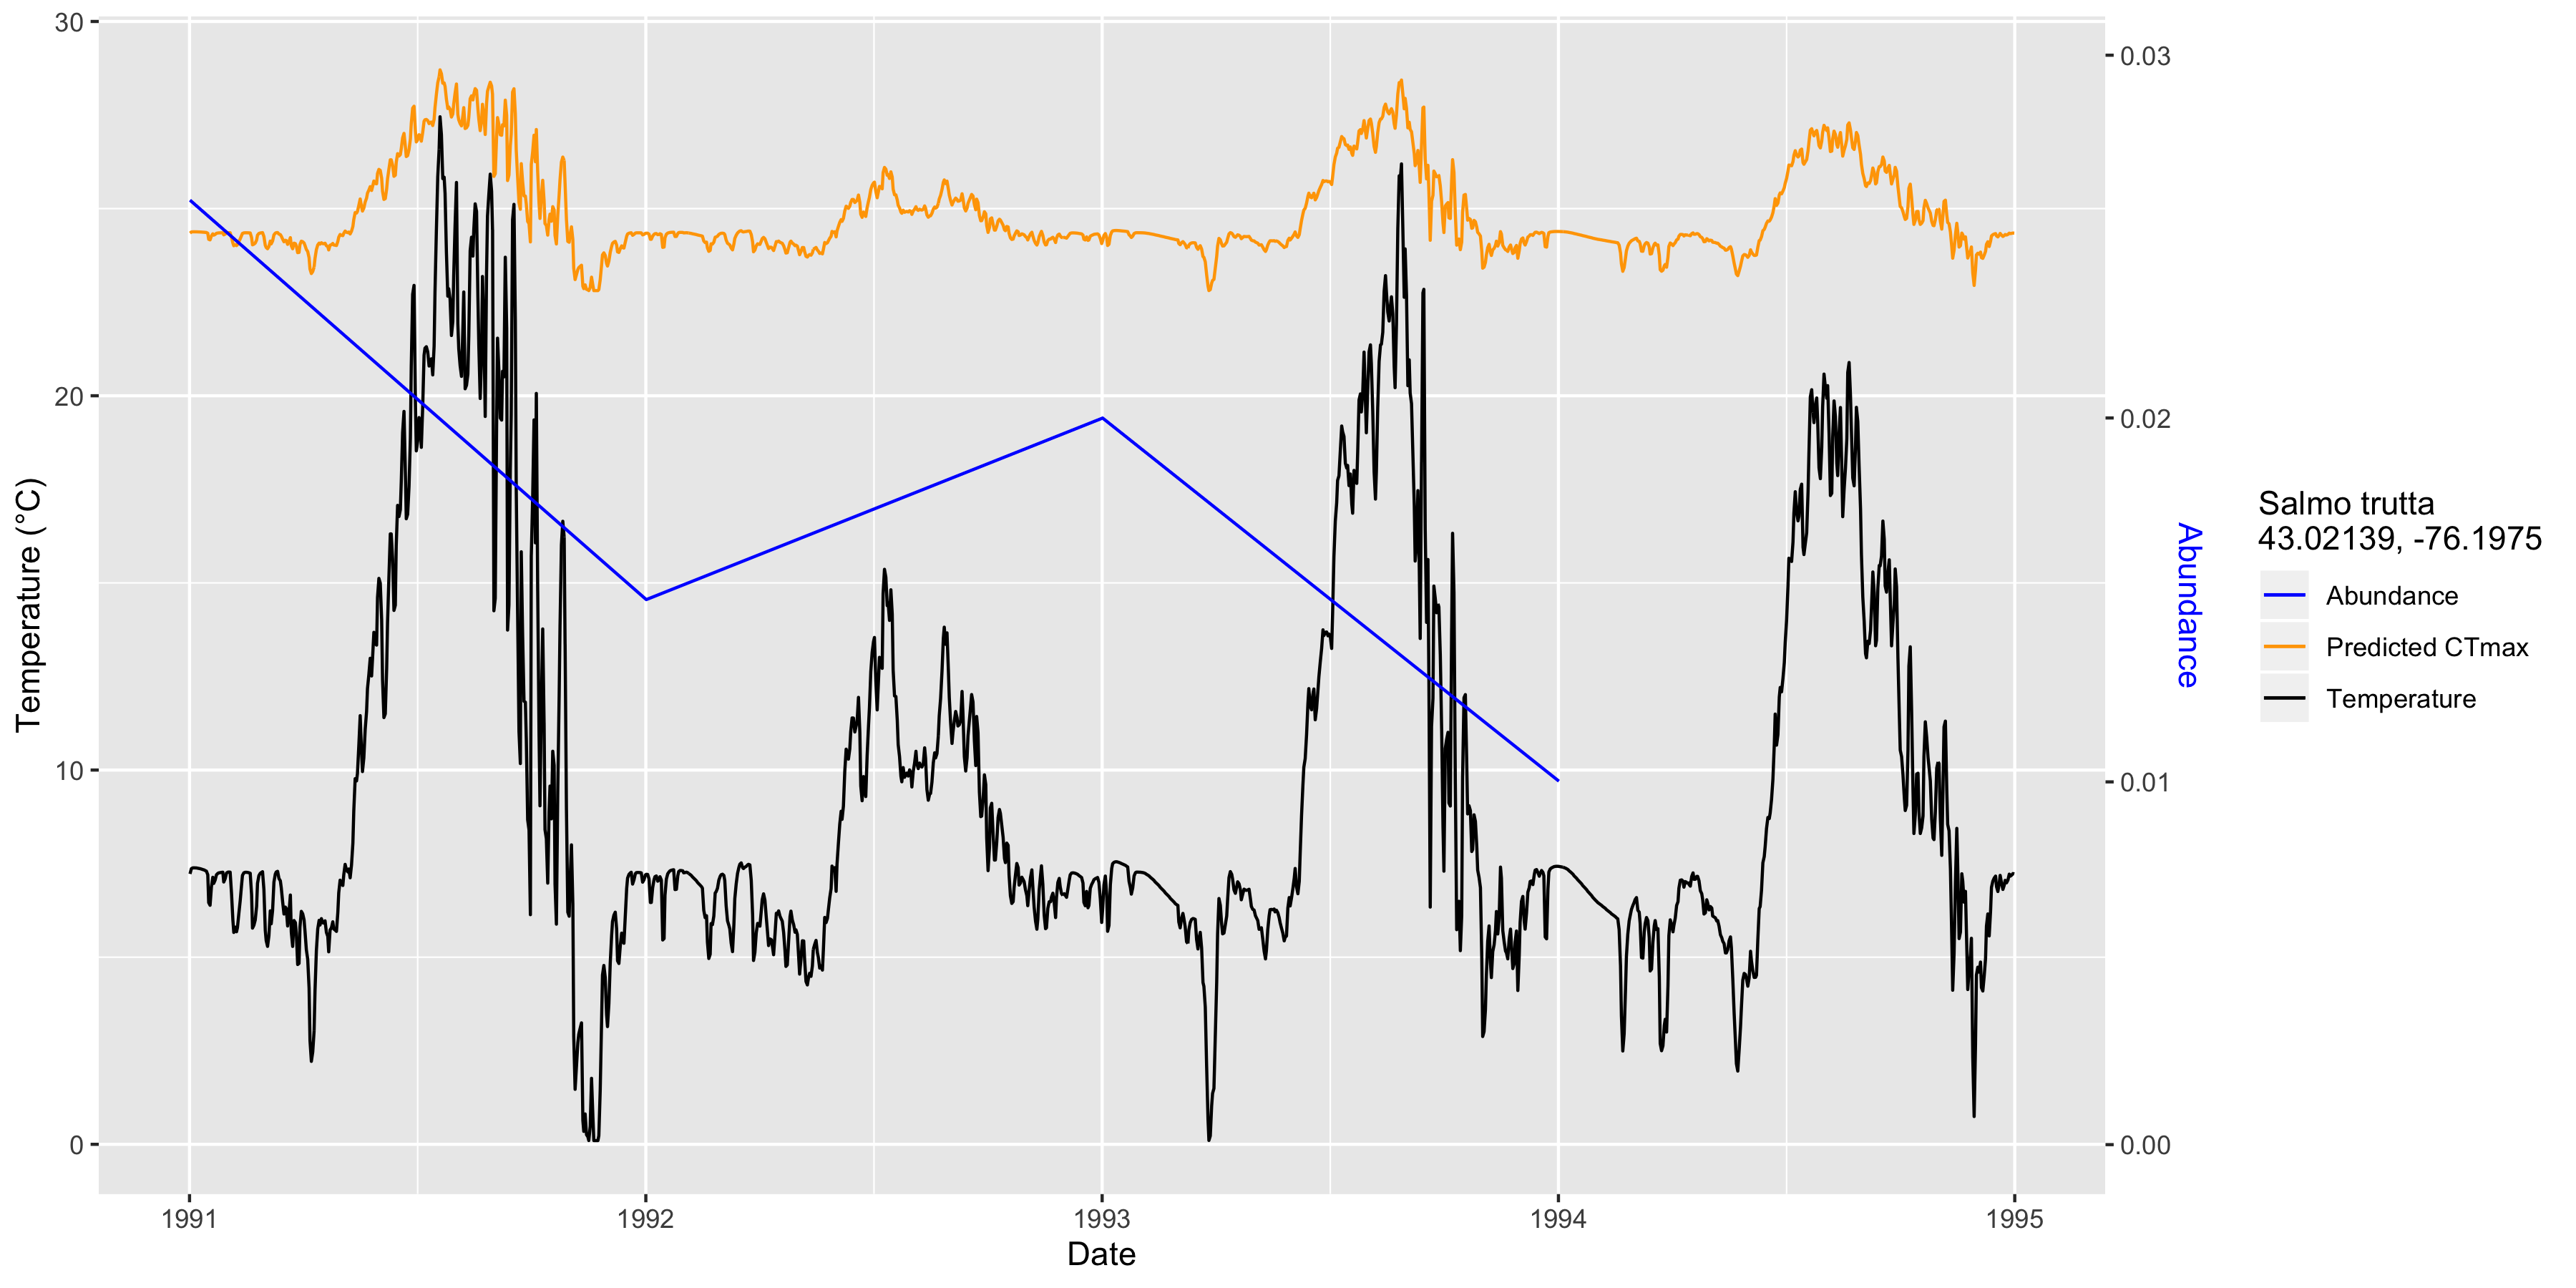 30
20
10
0
Temperature (°C)
1991
1992
1993
1994
1995
Date
0.03
0.02
0.01
0.00
Abundance
Salmo trutta
43.02139, -76.1975
Abundance
Predicted CTmax
Temperature